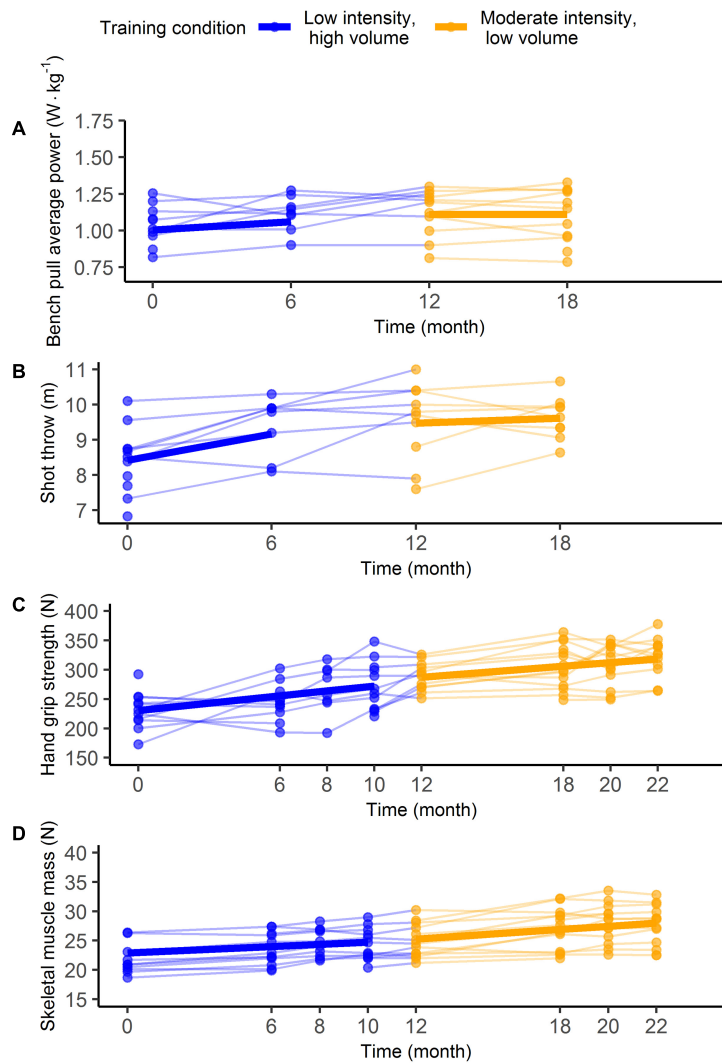 Training condition
Low intensity,
high volume
Moderate intensity,
low volume
A
Bench pull average power (W · kg-1)
1.75
1.50
1.25
1.00
0.75
0 6 12 18
Time (month)
B
Shot throw (m)
11
10
9
8
7
0 6 12 18
Time (month)
C
Hand grip strength (N)
400
350
300
250
200
150
0 6 8 10 12 18 20 22
Time (month)
D
Skeletal muscle mass (N)
40
35
30
25
20
15
0 6 8 10 12 18 20 22
Time (month)